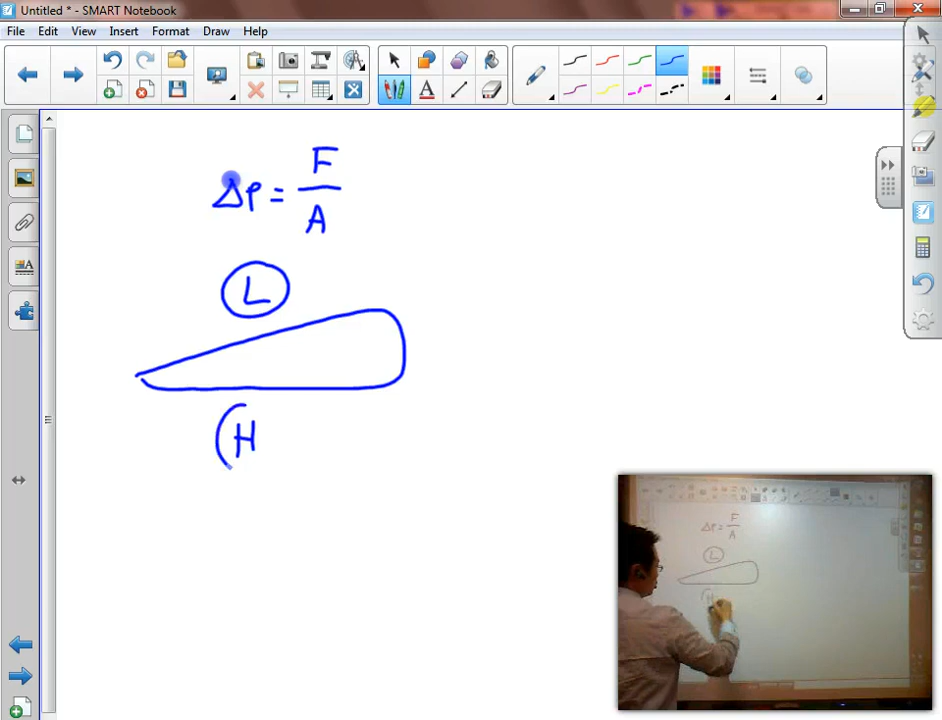 Untitled * - SMART Notebook
File Edit View Insert Format Draw Help
A
ΔP = F / A
L
H